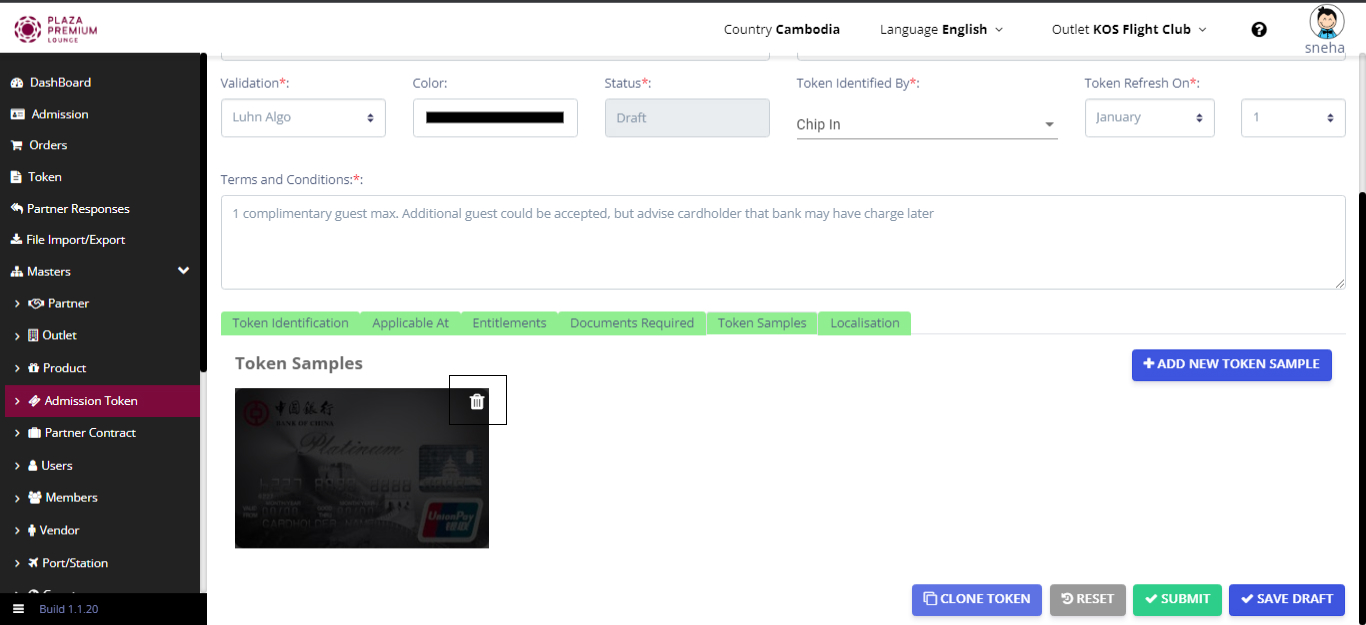 PLAZA
PREMIUM
LOUNGE
Country Cambodia
Language English
Outlet KOS Flight Club
sneha
DashBoard
Admission
Orders
Token
Partner Responses
File Import/Export
Masters
Partner
Outlet
Product
Admission Token
Partner Contract
Users
Members
Vendor
Port/Station
Build 1.1.20
Validation*:
Color:
Status*:
Token Identified By*:
Token Refresh On*:
Luhn Algo
Draft
Chip In
January
1
Terms and Conditions:*:
1 complimentary guest max. Additional guest could be accepted, but advise cardholder that bank may have charge later
Token Identification
Applicable At
Entitlements
Documents Required
Token Samples
Localisation
Token Samples
ADD NEW TOKEN SAMPLE
中国银行
BANK OF CHINA
Platinum
CARDHOLDER NAME
UnionPay
银联
CLONE TOKEN
RESET
SUBMIT
SAVE DRAFT